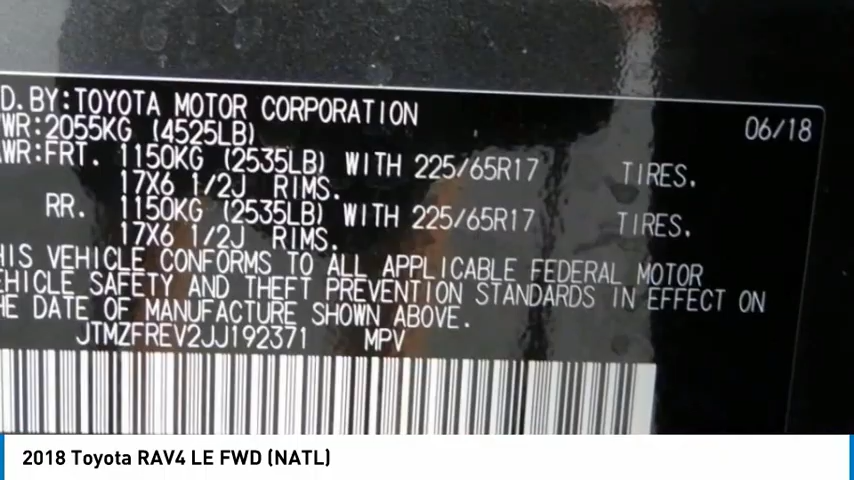 D.BY:TOYOTA MOTOR CORPORATION 06/18
WR:2055KG (4525LB)
WR:FRT. 1150KG (2535LB) WITH 225/65R17 TIRES.
17X6 1/2J RIMS.
RR. 1150KG (2535LB) WITH 225/65R17 TIRES.
17X6 1/2J RIMS.
HIS VEHICLE CONFORMS TO ALL APPLICABLE FEDERAL MOTOR
EHICLE SAFETY AND THEFT PREVENTION STANDARDS IN EFFECT ON
HE DATE OF MANUFACTURE SHOWN ABOVE.
JTMZFREV2JJ192371 MPV
2018 Toyota RAV4 LE FWD (NATL)